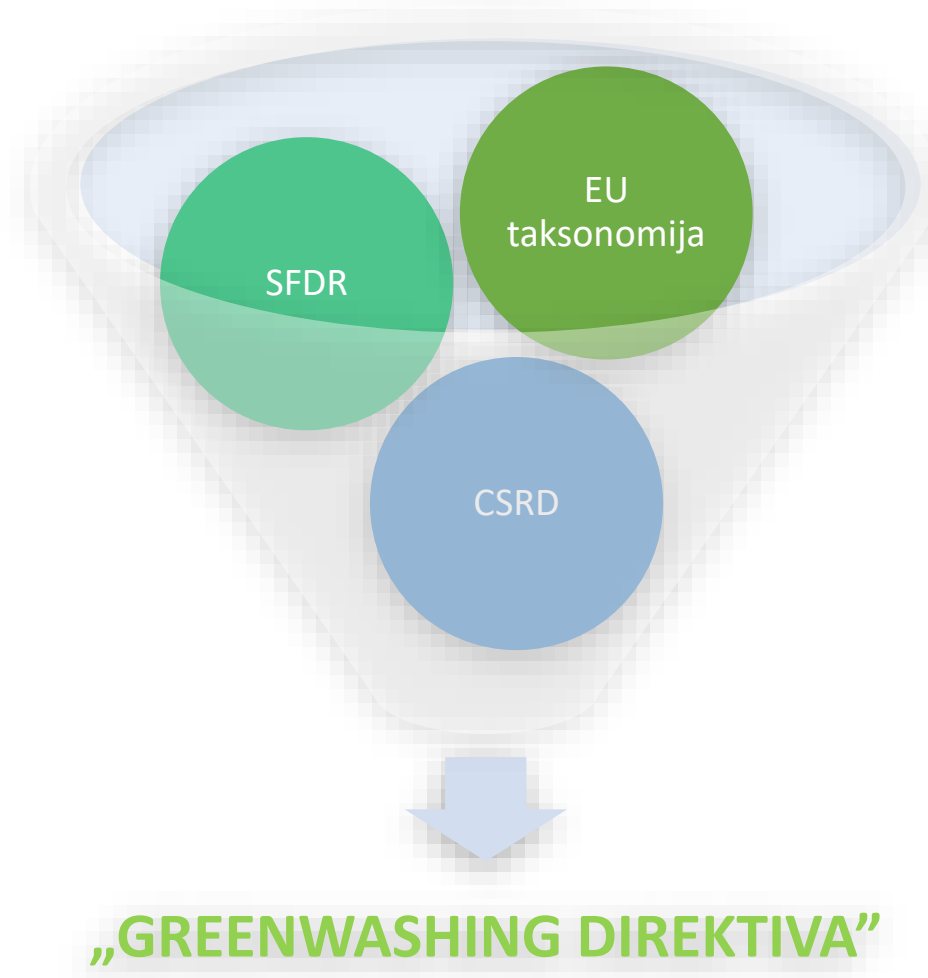 EU
taksonomija
SFDR
CSRD
„GREENWASHING DIREKTIVA”